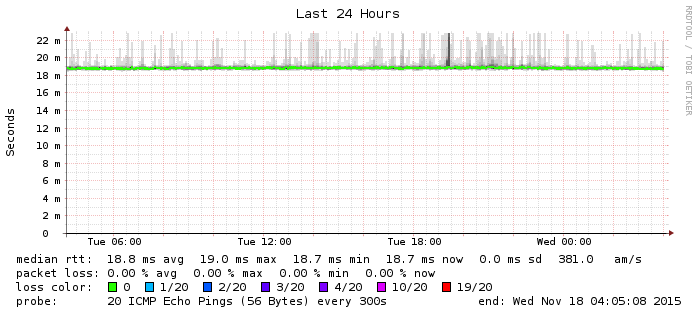 Last 24 Hours
RRDTOOL / TOBI OETIKER
Seconds
22 m
20 m
18 m
16 m
14 m
12 m
10 m
8 m
6 m
4 m
2 m
0
Tue 06:00 Tue 12:00 Tue 18:00 Wed 00:00
median rtt: 18.8 ms avg 19.0 ms max 18.7 ms min 18.7 ms now 0.0 ms sd 381.0 am/s
packet loss: 0.00 % avg 0.00 % max 0.00 % min 0.00 % now
loss color: 0 1/20 2/20 3/20 4/20 10/20 19/20
probe: 20 ICMP Echo Pings (56 Bytes) every 300s end: Wed Nov 18 04:05:08 2015